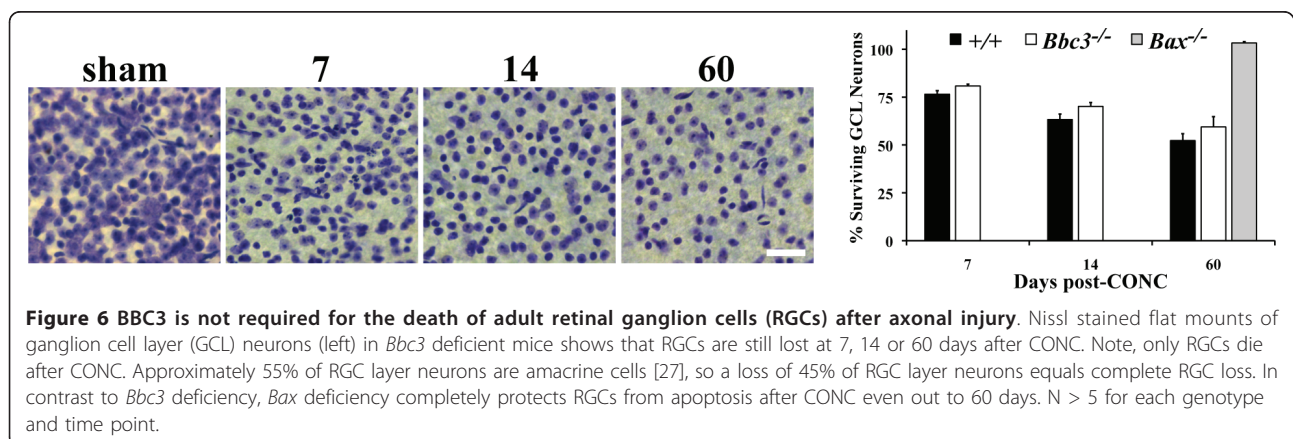 sham 7 14 60
+/+ Bbc3-/- Bax-/-
% Surviving GCL Neurons
100
75
50
25
0
7 14 60
Days post-CONC
Figure 6 BBC3 is not required for the death of adult retinal ganglion cells (RGCs) after axonal injury. Nissl stained flat mounts of
ganglion cell layer (GCL) neurons (left) in Bbc3 deficient mice shows that RGCs are still lost at 7, 14 or 60 days after CONC. Note, only RGCs die
after CONC. Approximately 55% of RGC layer neurons are amacrine cells [27], so a loss of 45% of RGC layer neurons equals complete RGC loss. In
contrast to Bbc3 deficiency, Bax deficiency completely protects RGCs from apoptosis after CONC even out to 60 days. N > 5 for each genotype
and time point.